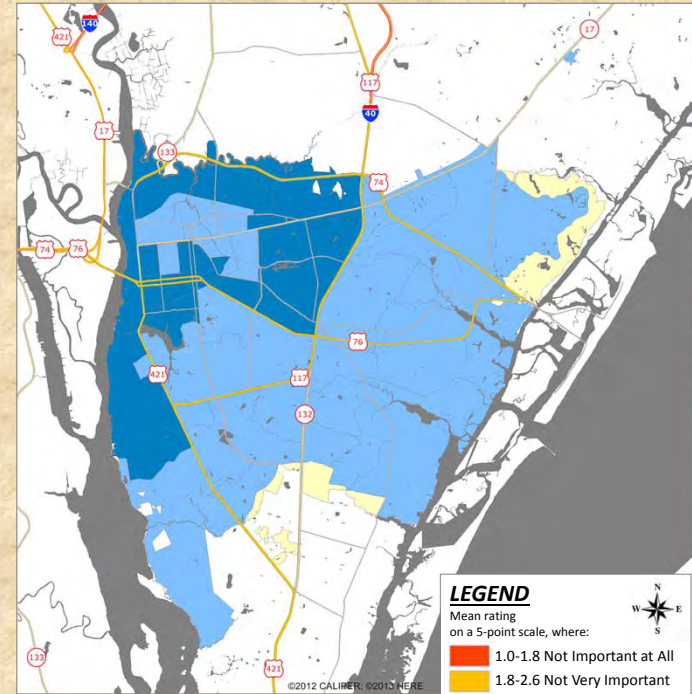 140
421
17
117
17
40
133
17
74
74
76
76
421
117
132
133
421
©2012 CALIPER; ©2013 HERE
LEGEND
Mean rating
on a 5-point scale, where:
1.0-1.8 Not Important at All
1.8-2.6 Not Very Important
N
W E
S